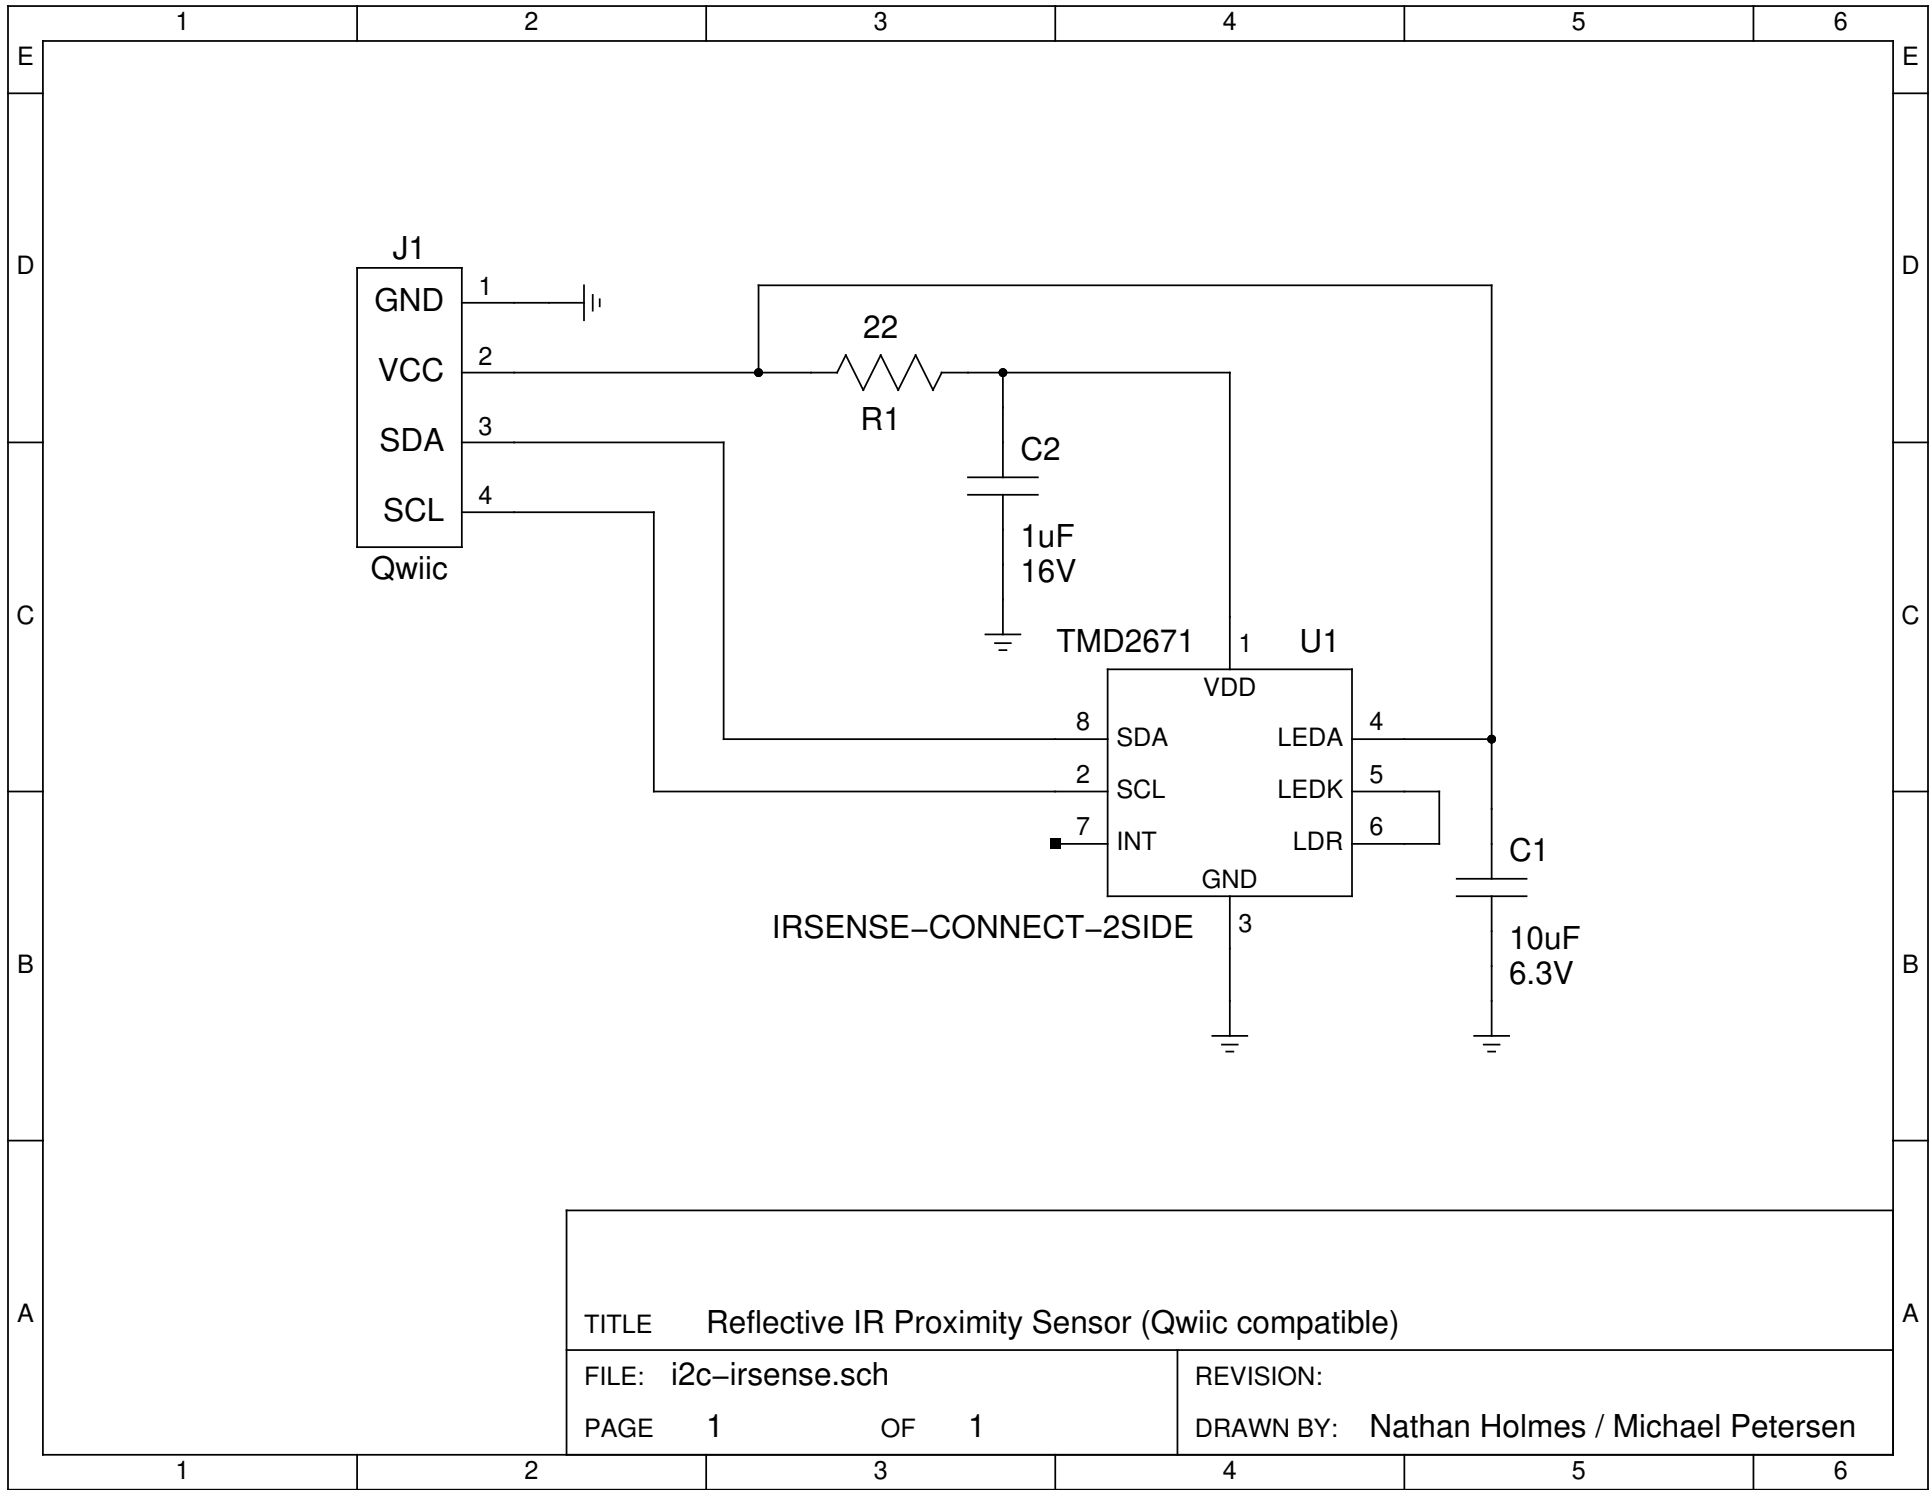 1 2 3 4 5 6
E E
J1
D D
GND 1
22
VCC 2
R1
SDA 3
C2
SCL 4
1uF
Qwiic
16V
C C
TMD2671 1 U1
VDD
8 SDA LEDA 4
2 SCL LEDK 5
7 INT LDR 6
C1
GND
IRSENSE–CONNECT–2SIDE 3
10uF
B B
6.3V
A A
TITLE Reflective IR Proximity Sensor (Qwiic compatible)
FILE: i2c–irsense.sch REVISION:
PAGE 1 OF 1 DRAWN BY: Nathan Holmes / Michael Petersen
1 2 3 4 5 6